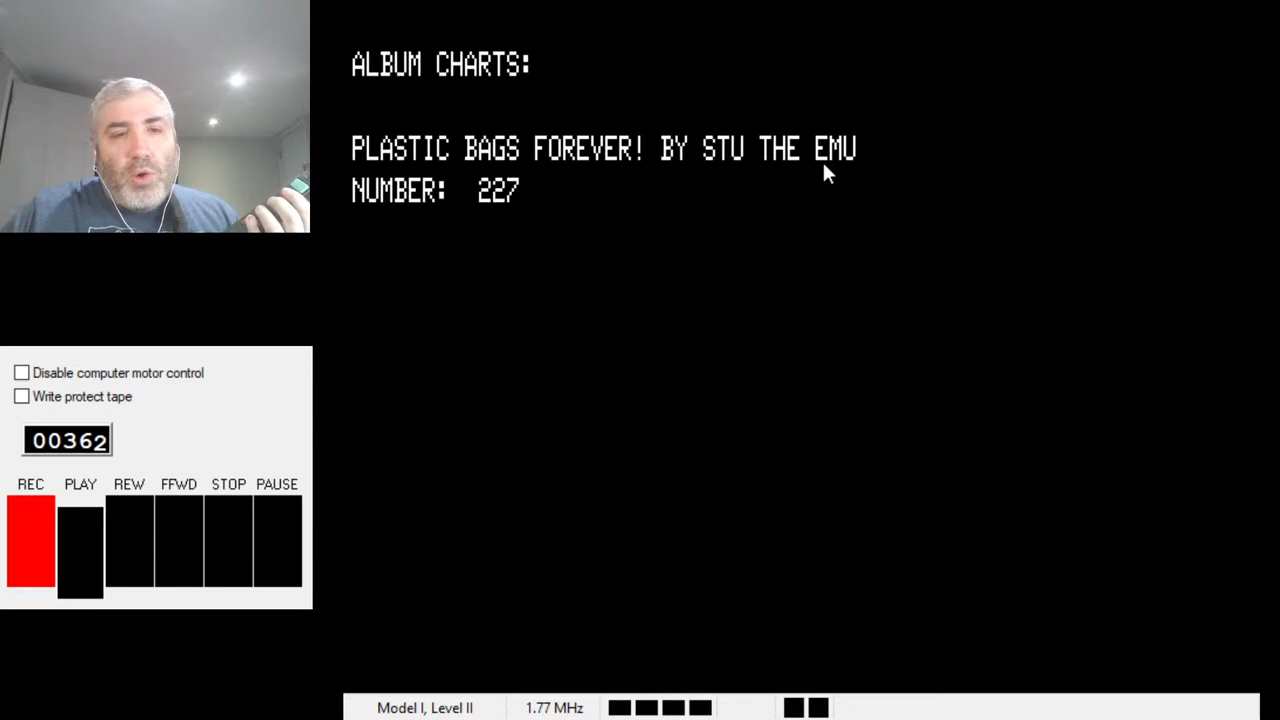 ALBUM CHARTS:
PLASTIC BAGS FOREVER! BY STU THE EMU
NUMBER:  227
Disable computer motor control
Write protect tape
00362
REC PLAY REW FFWD STOP PAUSE
Model I, Level II 1.77 MHz